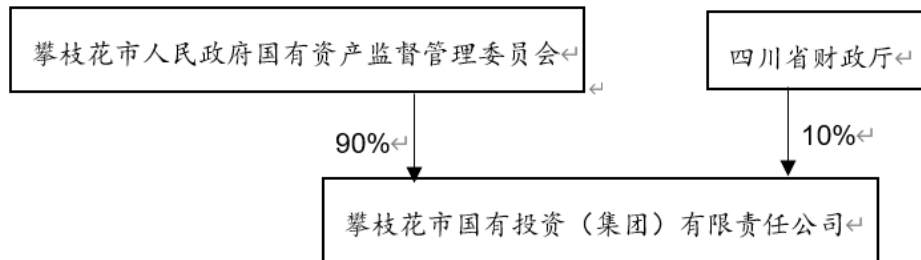 攀枝花市人民政府国有资产监督管理委员会↵
四川省财政厅↵
↵
90%↵
10%↵
攀枝花市国有投资（集团）有限责任公司↵